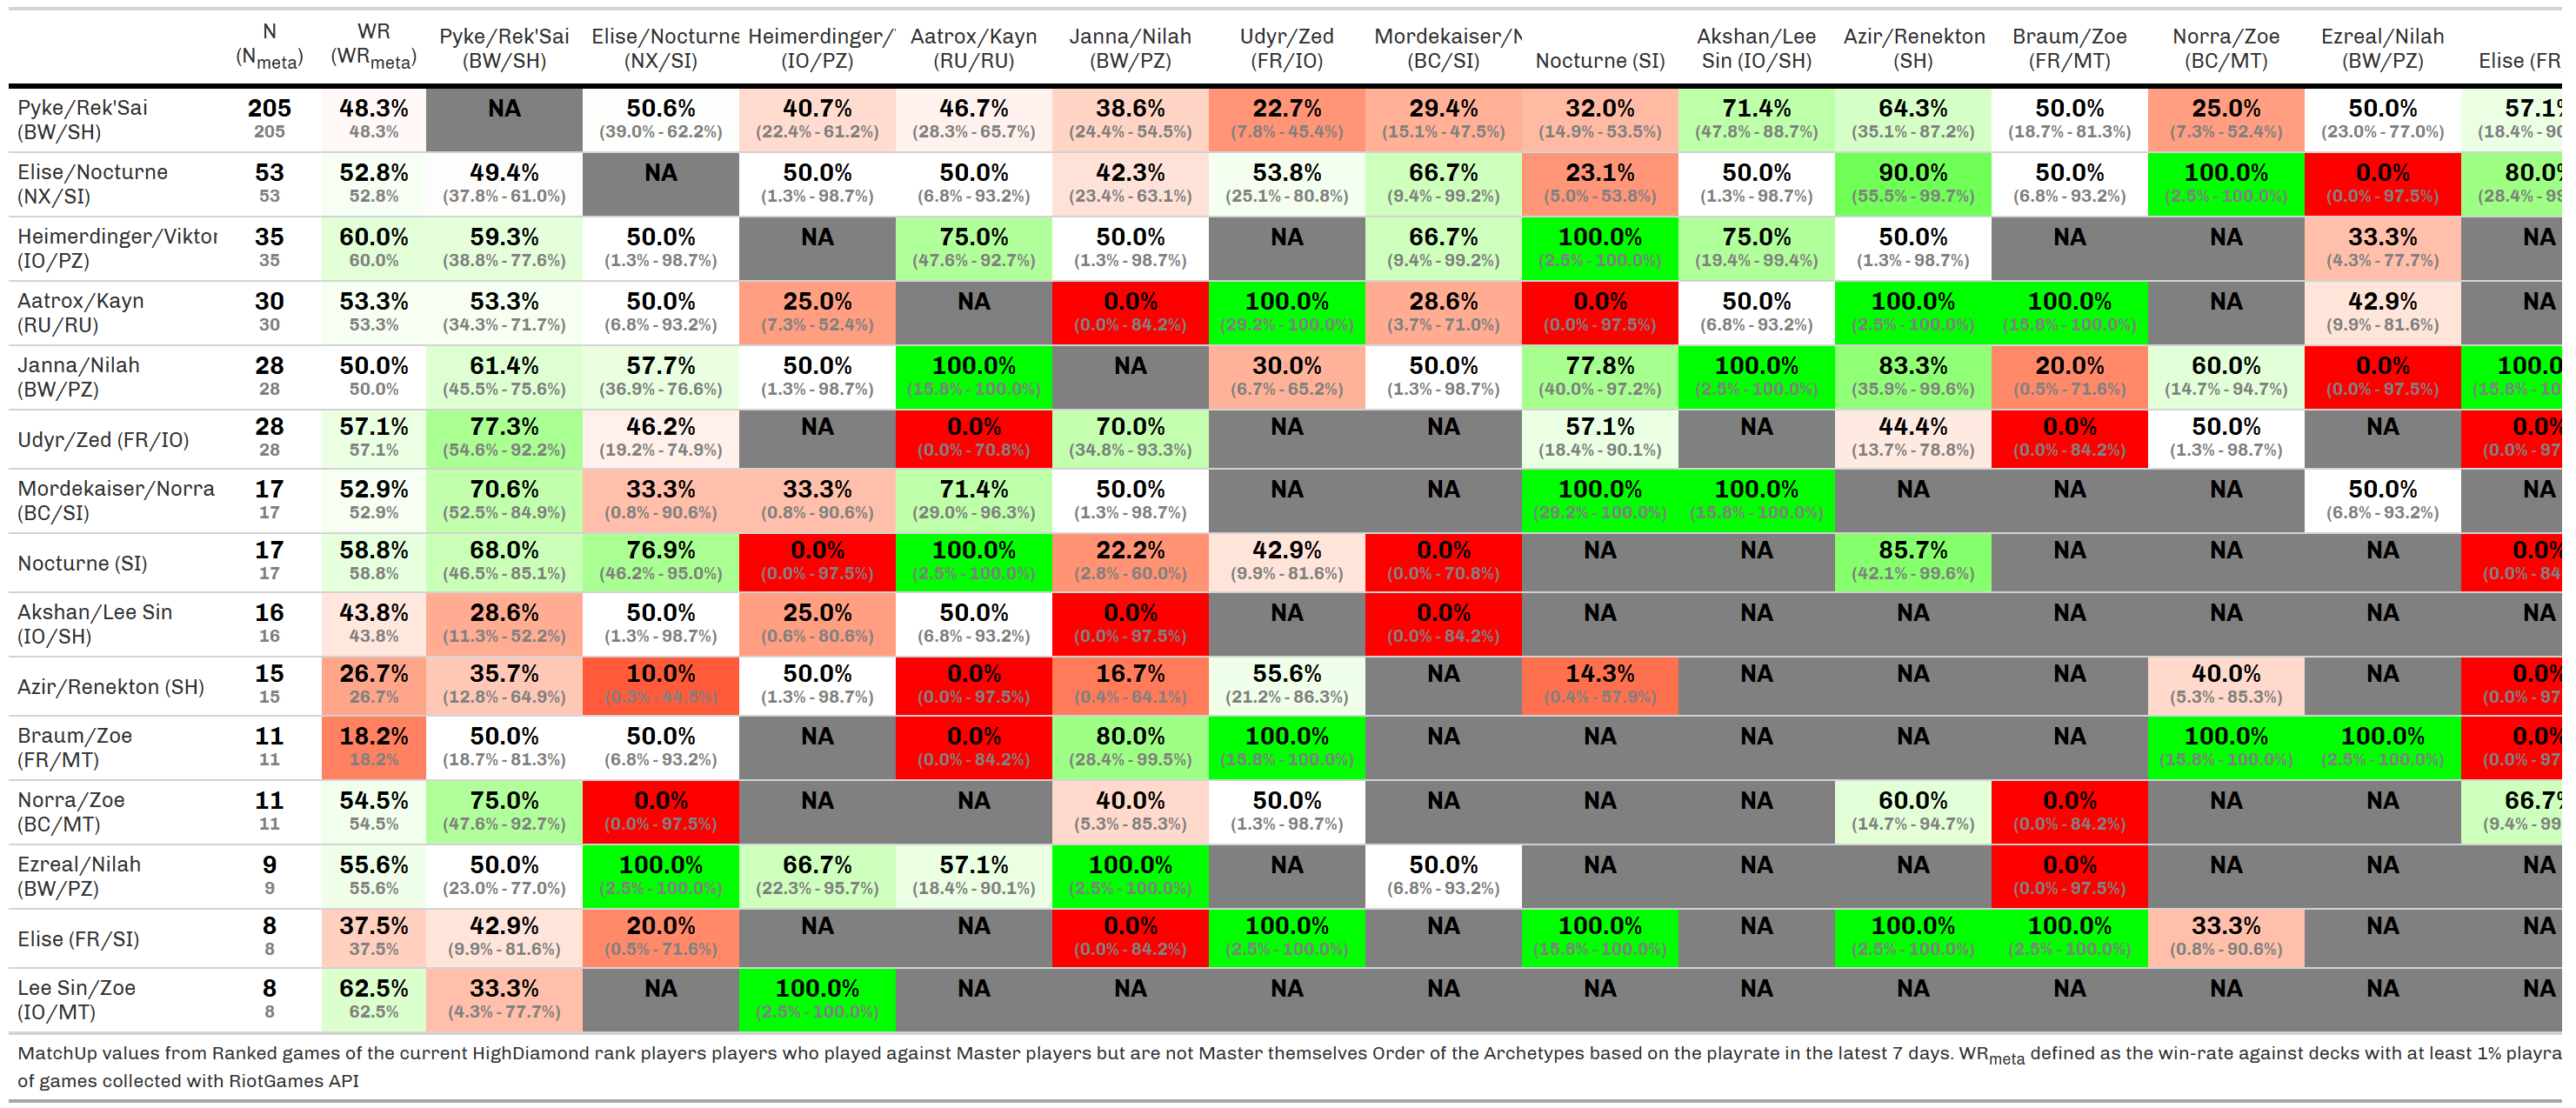 N WR Pyke/Rek'Sai Elise/Nocturne Heimerdinger/ Aatrox/Kayn Janna/Nilah Udyr/Zed Mordekaiser/N Akshan/Lee Azir/Renekton Braum/Zoe Norra/Zoe Ezreal/Nilah
(Nmeta) (WRmeta) (BW/SH) (NX/SI) (IO/PZ) (RU/RU) (BW/PZ) (FR/IO) (BC/SI) Nocturne (SI) Sin (IO/SH) (SH) (FR/MT) (BC/MT) (BW/PZ) Elise (FR
Pyke/Rek'Sai 205 48.3% NA 50.6% 40.7% 46.7% 38.6% 22.7% 29.4% 32.0% 71.4% 64.3% 50.0% 25.0% 50.0% 57.1%
(BW/SH) 205 48.3% (39.0% - 62.2%) (22.4% - 61.2%) (28.3% - 65.7%) (24.4% - 54.5%) (7.8% - 45.4%) (15.1% - 47.5%) (14.9% - 53.5%) (47.8% - 88.7%) (35.1% - 87.2%) (18.7% - 81.3%) (7.3% - 52.4%) (23.0% - 77.0%) (18.4% - 90
Elise/Nocturne 53 52.8% 49.4% NA 50.0% 50.0% 42.3% 53.8% 66.7% 23.1% 50.0% 90.0% 50.0% 100.0% 0.0% 80.0%
(NX/SI) 53 52.8% (37.8% - 61.0%) (1.3% - 98.7%) (6.8% - 93.2%) (23.4% - 63.1%) (25.1% - 80.8%) (9.4% - 99.2%) (5.0% - 53.8%) (1.3% - 98.7%) (55.5% - 99.7%) (6.8% - 93.2%) (2.5% - 100.0%) (0.0% - 97.5%) (28.4% - 99
Heimerdinger/Viktor 35 60.0% 59.3% 50.0% NA 75.0% 50.0% NA 66.7% 100.0% 75.0% 50.0% NA NA 33.3% NA
(IO/PZ) 35 60.0% (38.8% - 77.6%) (1.3% - 98.7%) (47.6% - 92.7%) (1.3% - 98.7%) (9.4% - 99.2%) (2.5% - 100.0%) (19.4% - 99.4%) (1.3% - 98.7%) (4.3% - 77.7%)
Aatrox/Kayn 30 53.3% 53.3% 50.0% 25.0% NA 0.0% 100.0% 28.6% 0.0% 50.0% 100.0% 100.0% NA 42.9% NA
(RU/RU) 30 53.3% (34.3% - 71.7%) (6.8% - 93.2%) (7.3% - 52.4%) (0.0% - 84.2%) (29.2% - 100.0%) (3.7% - 71.0%) (0.0% - 97.5%) (6.8% - 93.2%) (2.5% - 100.0%) (15.8% - 100.0%) (9.9% - 81.6%)
Janna/Nilah 28 50.0% 61.4% 57.7% 50.0% 100.0% NA 30.0% 50.0% 77.8% 100.0% 83.3% 20.0% 60.0% 0.0% 100.0
(BW/PZ) 28 50.0% (45.5% - 75.6%) (36.9% - 76.6%) (1.3% - 98.7%) (15.8% - 100.0%) (6.7% - 65.2%) (1.3% - 98.7%) (40.0% - 97.2%) (2.5% - 100.0%) (35.9% - 99.6%) (0.5% - 71.6%) (14.7% - 94.7%) (0.0% - 97.5%) (15.8% - 10
Udyr/Zed (FR/IO) 28 57.1% 77.3% 46.2% NA 0.0% 70.0% NA NA 57.1% NA 44.4% 0.0% 50.0% NA 0.0%
28 57.1% (54.6% - 92.2%) (19.2% - 74.9%) (0.0% - 70.8%) (34.8% - 93.3%) (18.4% - 90.1%) (13.7% - 78.8%) (0.0% - 84.2%) (1.3% - 98.7%) (0.0% - 97
Mordekaiser/Norra 17 52.9% 70.6% 33.3% 33.3% 71.4% 50.0% NA NA 100.0% 100.0% NA NA NA 50.0% NA
(BC/SI) 17 52.9% (52.5% - 84.9%) (0.8% - 90.6%) (0.8% - 90.6%) (29.0% - 96.3%) (1.3% - 98.7%) (29.2% - 100.0%) (15.8% - 100.0%) (6.8% - 93.2%)
Nocturne (SI) 17 58.8% 68.0% 76.9% 0.0% 100.0% 22.2% 42.9% 0.0% NA NA 85.7% NA NA NA 0.0%
17 58.8% (46.5% - 85.1%) (46.2% - 95.0%) (0.0% - 97.5%) (2.5% - 100.0%) (2.8% - 60.0%) (9.9% - 81.6%) (0.0% - 70.8%) (42.1% - 99.6%) (0.0% - 84
Akshan/Lee Sin 16 43.8% 28.6% 50.0% 25.0% 50.0% 0.0% NA 0.0% NA NA NA NA NA NA NA
(IO/SH) 16 43.8% (11.3% - 52.2%) (1.3% - 98.7%) (0.6% - 80.6%) (6.8% - 93.2%) (0.0% - 97.5%) (0.0% - 84.2%)
Azir/Renekton (SH) 15 26.7% 35.7% 10.0% 50.0% 0.0% 16.7% 55.6% NA 14.3% NA NA NA 40.0% NA 0.0%
15 26.7% (12.8% - 64.9%) (0.3% - 44.5%) (1.3% - 98.7%) (0.0% - 97.5%) (0.4% - 64.1%) (21.2% - 86.3%) (0.4% - 57.9%) (5.3% - 85.3%) (0.0% - 97
Braum/Zoe 11 18.2% 50.0% 50.0% NA 0.0% 80.0% 100.0% NA NA NA NA NA 100.0% 100.0% 0.0%
(FR/MT) 11 18.2% (18.7% - 81.3%) (6.8% - 93.2%) (0.0% - 84.2%) (28.4% - 99.5%) (15.8% - 100.0%) (15.8% - 100.0%) (2.5% - 100.0%) (0.0% - 97
Norra/Zoe 11 54.5% 75.0% 0.0% NA NA 40.0% 50.0% NA NA NA 60.0% 0.0% NA NA 66.7%
(BC/MT) 11 54.5% (47.6% - 92.7%) (0.0% - 97.5%) (5.3% - 85.3%) (1.3% - 98.7%) (14.7% - 94.7%) (0.0% - 84.2%) (9.4% - 99
Ezreal/Nilah 9 55.6% 50.0% 100.0% 66.7% 57.1% 100.0% NA 50.0% NA NA NA 0.0% NA NA NA
(BW/PZ) 9 55.6% (23.0% - 77.0%) (2.5% - 100.0%) (22.3% - 95.7%) (18.4% - 90.1%) (2.5% - 100.0%) (6.8% - 93.2%) (0.0% - 97.5%)
Elise (FR/SI) 8 37.5% 42.9% 20.0% NA NA 0.0% 100.0% NA 100.0% NA 100.0% 100.0% 33.3% NA NA
8 37.5% (9.9% - 81.6%) (0.5% - 71.6%) (0.0% - 84.2%) (2.5% - 100.0%) (15.8% - 100.0%) (2.5% - 100.0%) (2.5% - 100.0%) (0.8% - 90.6%)
Lee Sin/Zoe 8 62.5% 33.3% NA 100.0% NA NA NA NA NA NA NA NA NA NA NA
(IO/MT) 8 62.5% (4.3% - 77.7%) (2.5% - 100.0%)
MatchUp values from Ranked games of the current HighDiamond rank players players who played against Master players but are not Master themselves Order of the Archetypes based on the playrate in the latest 7 days. WRmeta defined as the win-rate against decks with at least 1% playra
of games collected with RiotGames API